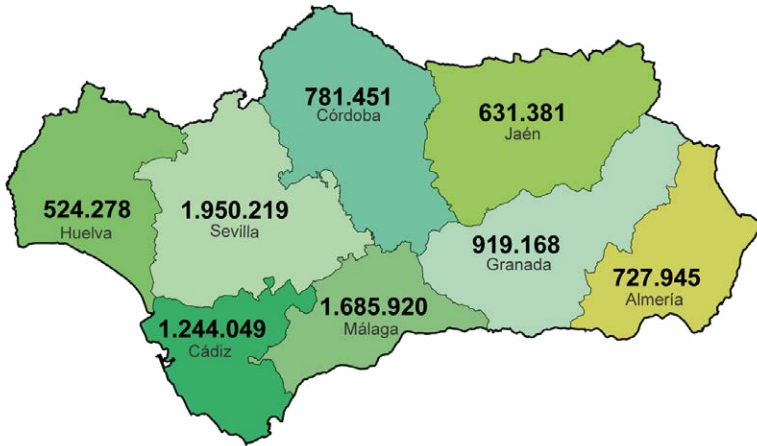 781.451
Córdoba
631.381
Jaén
524.278
Huelva
1.950.219
Sevilla
919.168
Granada
727.945
Almería
1.244.049
Cádiz
1.685.920
Málaga